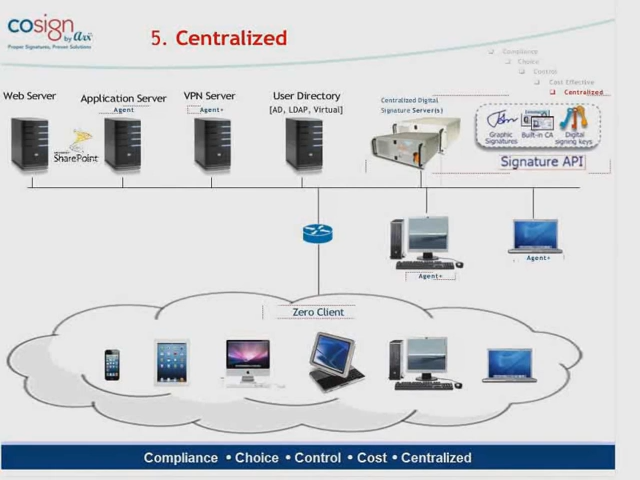 cosign
by arx
Proper Signatures, Proven Solutions
5. Centralized
Compliance
Choice
Control
Cost Effective
Centralized
Web Server
Application Server
Agent
VPN Server
Agent+
User Directory
[AD, LDAP, Virtual]
Centralized Digital
Signature Server(s)
Graphic
Signatures
Built-in CA
Digital
signing keys
Signature API
SharePoint
Agent+
Agent+
Zero Client
Compliance • Choice • Control • Cost • Centralized